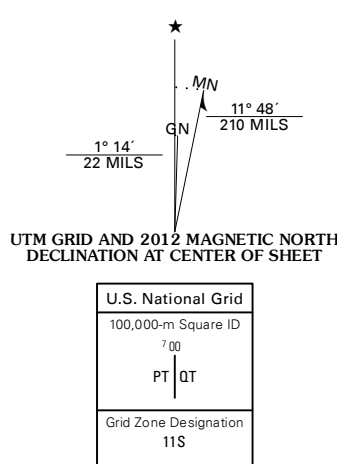 ★
MN
GN
11° 48´
210 MILS
1° 14´
22 MILS
UTM GRID AND 2012 MAGNETIC NORTH
DECLINATION AT CENTER OF SHEET
U.S. National Grid
100,000-m Square ID
7 00
PT QT
Grid Zone Designation
11S